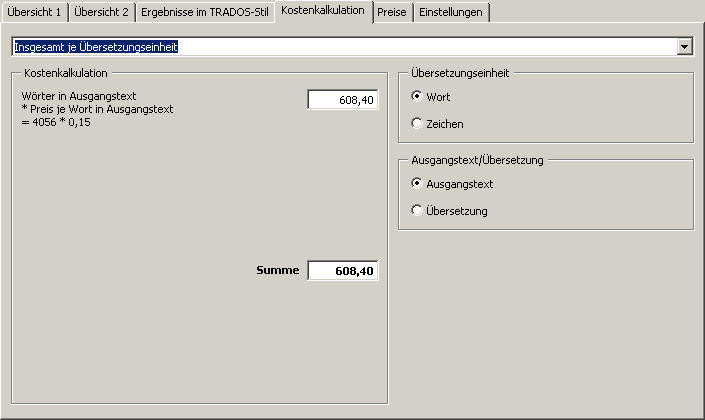 Übersicht 1
Übersicht 2
Ergebnisse im TRADOS-Stil
Kostenkalkulation
Preise
Einstellungen
Insgesamt je Übersetzungseinheit
Kostenkalkulation
Wörter in Ausgangstext
* Preis je Wort in Ausgangstext
= 4056 * 0,15
608,40
Summe 608,40
Übersetzungseinheit
Wort
Zeichen
Ausgangstext/Übersetzung
Ausgangstext
Übersetzung